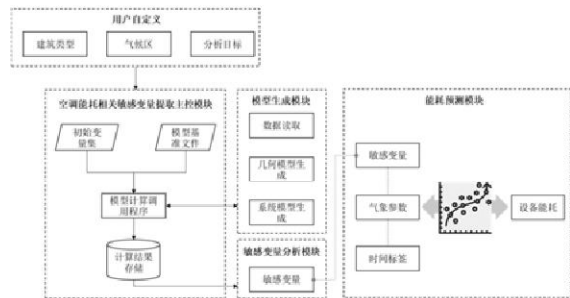 用户自定义
建筑类型
气候区
分析目标
空调能耗相关敏感变量提取主控模块
初始变
量集
模型基
准文件
模型计算调
用程序
计算结果
存储
模型生成模块
数据读取
几何模型生
成
系统模型生
成
敏感变量分析模块
敏感变量
能耗预测模块
敏感变量
气象参数
时间标签
设备能耗